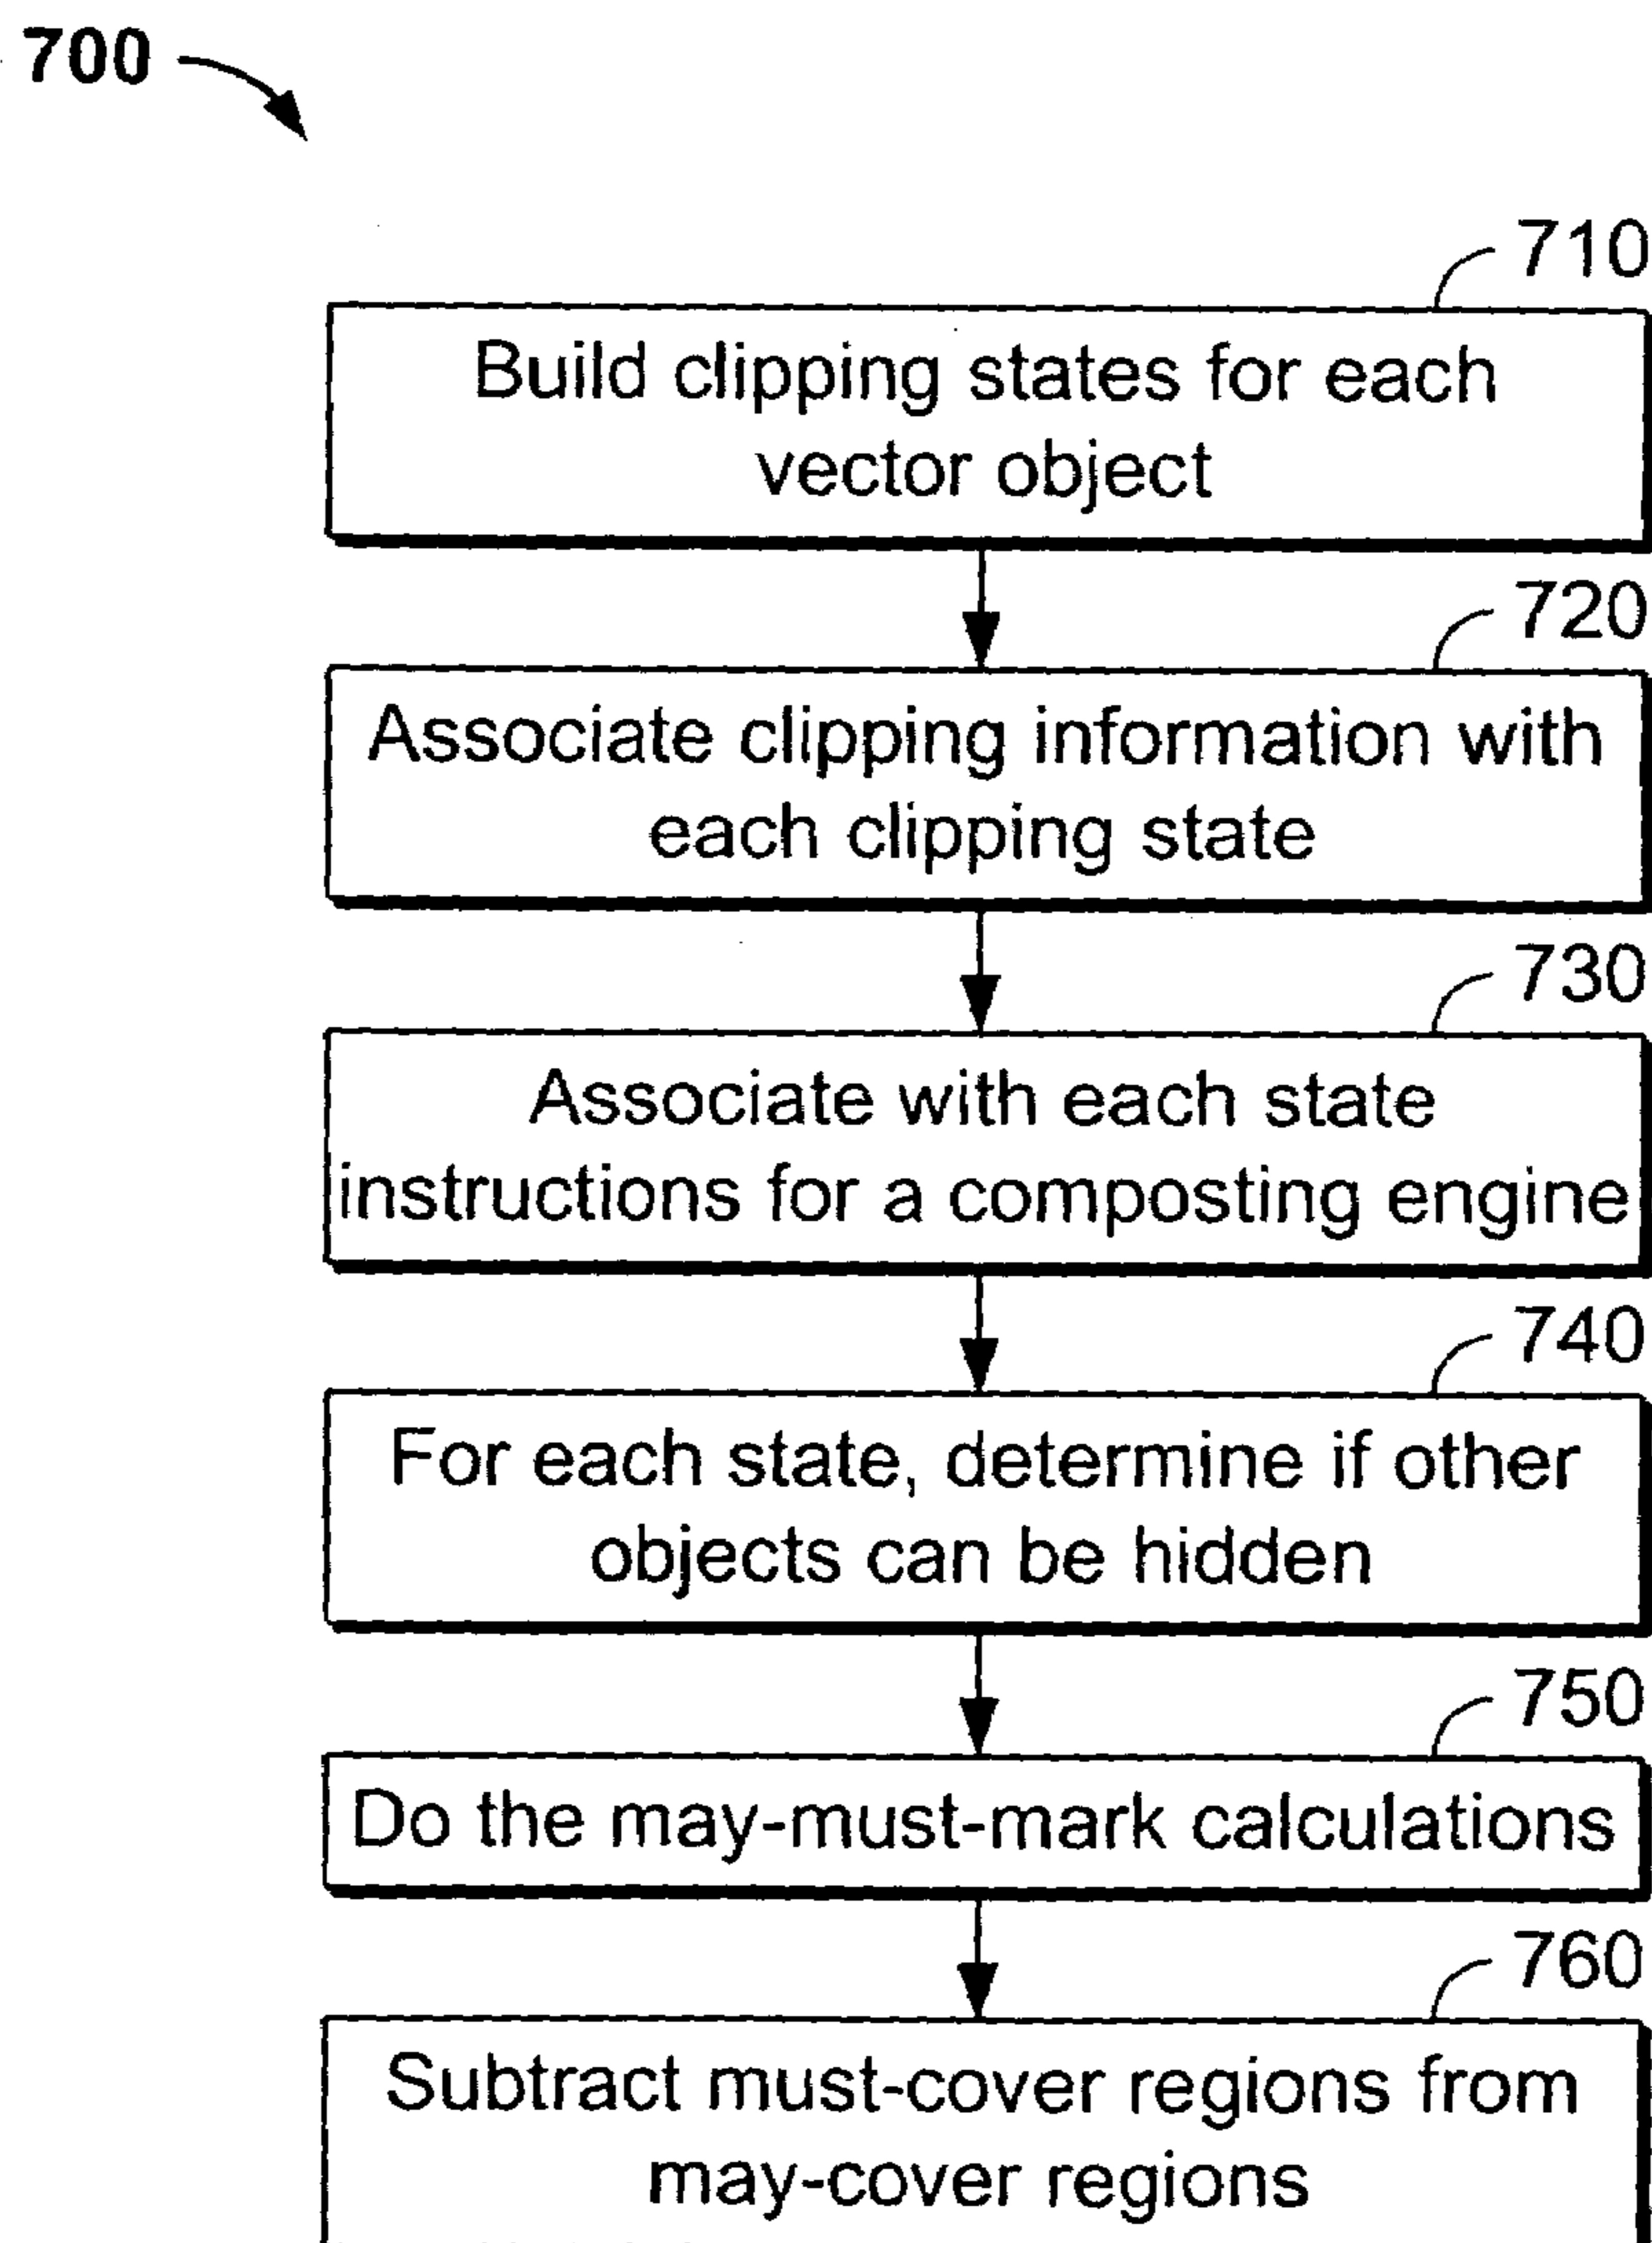 700
710
Build clipping states for each
vector object
720
Associate clipping information with
each clipping state
730
Associate with each state
instructions for a composting engine
740
For each state, determine if other
objects can be hidden
750
Do the may-must-mark calculations
760
Subtract must-cover regions from
may-cover regions